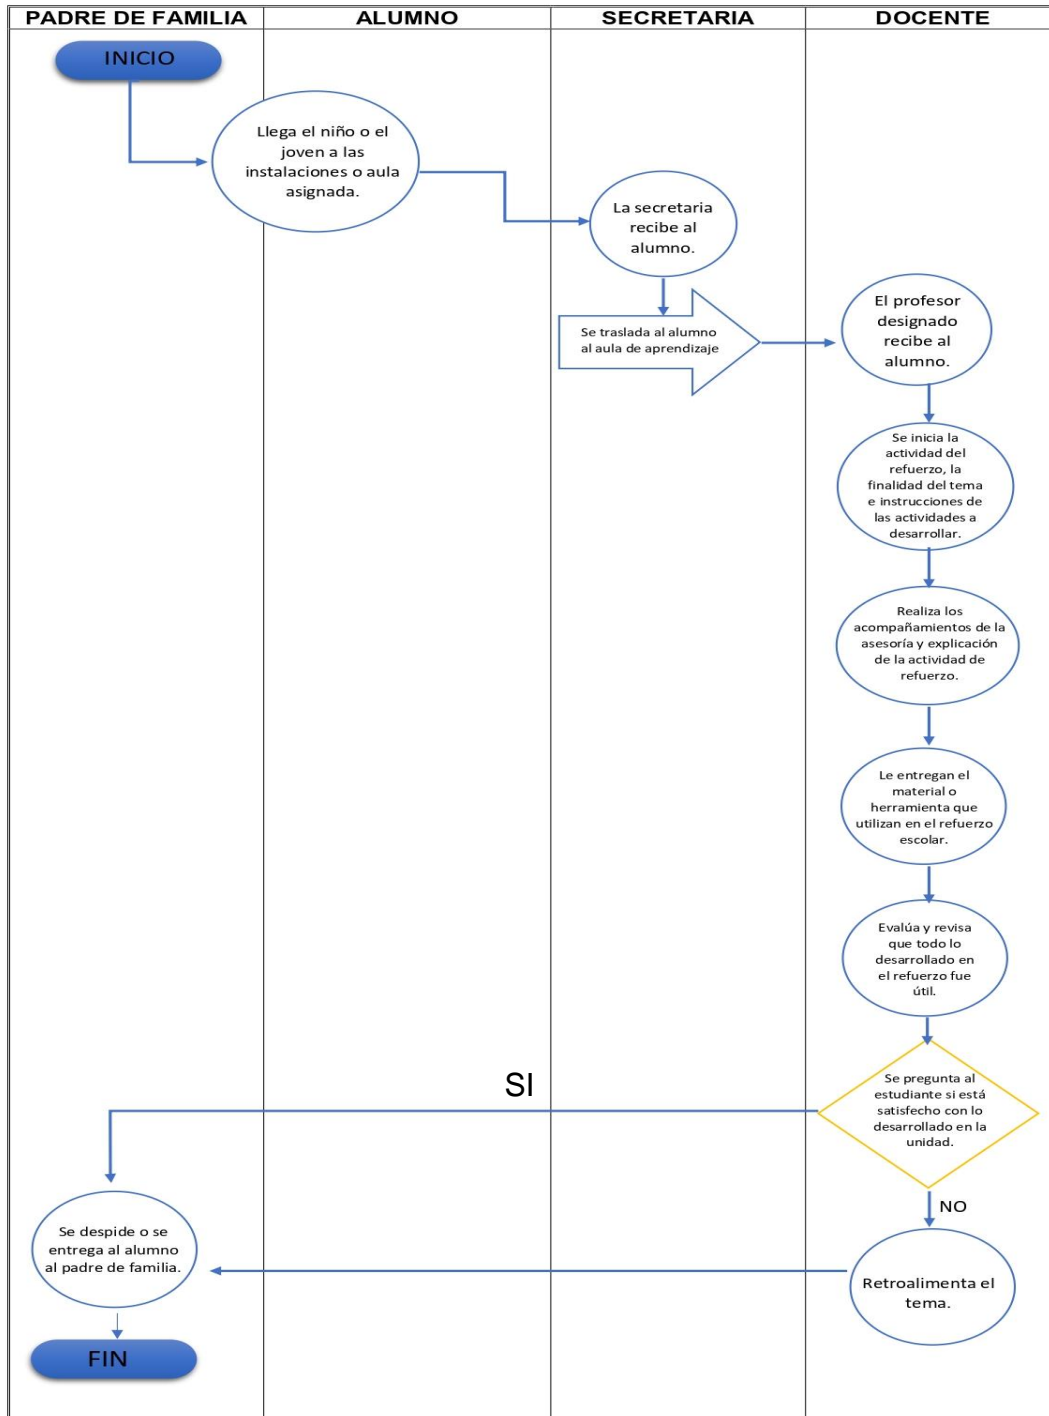 PADRE DE FAMILIA
ALUMNO
SECRETARIA
DOCENTE
INICIO
Llega el niño o el
joven a las
instalaciones o aula
asignada.
La secretaria
recibe al
alumno.
Se traslada al alumno
al aula de aprendizaje
El profesor
designado
recibe al
alumno.
Se inicia la
actividad del
refuerzo, la
finalidad del tema
e instrucciones de
las actividades a
desarrollar.
Realiza los
acompañamientos de la
asesoría y explicación
de la actividad de
refuerzo.
Le entregan el
material o
herramienta que
utilizan en el refuerzo
escolar.
Evalúa y revisa
que todo lo
desarrollado en
el refuerzo fue
útil.
Se pregunta al
estudiante si está
satisfecho con lo
desarrollado en la
unidad.
SI
NO
Retroalimenta el
tema.
Se despide o se
entrega al alumno
al padre de familia.
FIN